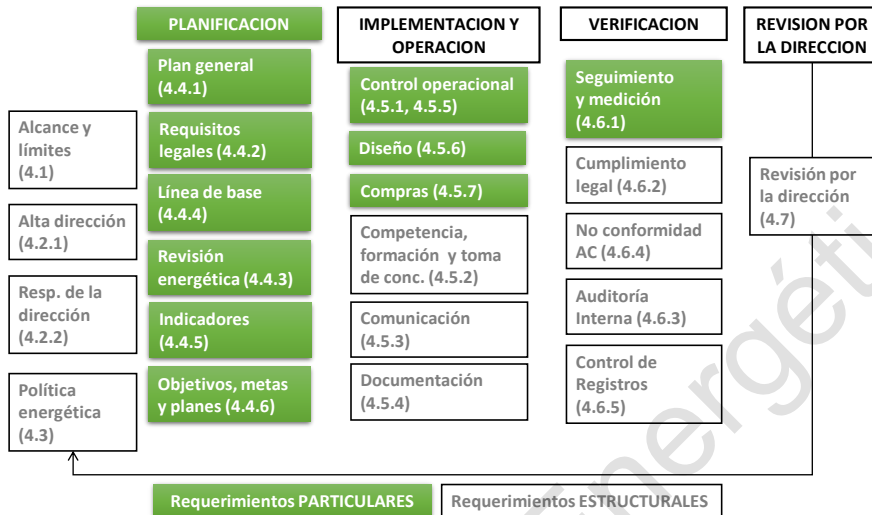 PLANIFICACION
IMPLEMENTACION Y
OPERACION
VERIFICACION
REVISION POR
LA DIRECCION
Alcance y
límites
(4.1)
Alta dirección
(4.2.1)
Resp. de la
dirección
(4.2.2)
Política
energética
(4.3)
Plan general
(4.4.1)
Requisitos
legales (4.4.2)
Línea de base
(4.4.4)
Revisión
energética (4.4.3)
Indicadores
(4.4.5)
Objetivos, metas
y planes (4.4.6)
Control operacional
(4.5.1, 4.5.5)
Diseño (4.5.6)
Compras (4.5.7)
Competencia,
formación y toma
de conc. (4.5.2)
Comunicación
(4.5.3)
Documentación
(4.5.4)
Seguimiento
y medición
(4.6.1)
Cumplimiento
legal (4.6.2)
No conformidad
AC (4.6.4)
Auditoría
Interna (4.6.3)
Control de
Registros
(4.6.5)
Revisión por
la dirección
(4.7)
Requerimientos PARTICULARES
Requerimientos ESTRUCTURALES
Energéti